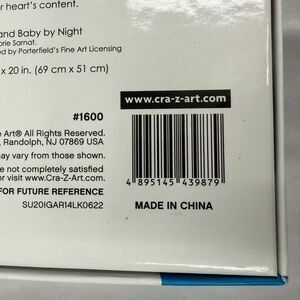 r heart's content.
and Baby by Night
orie Sarnat.
ed by Porterfield's Fine Art Licensing
x 20 in. (69 cm x 51 cm)
#1600
www.cra-z-art.com
e Art® All Rights Reserved.
, Randolph, NJ 07869 USA
may vary from those shown.
not completely satisfied
or visit www.Cra-Z-Art.com.
FOR FUTURE REFERENCE
SU20IGAR14LK0622
4 895145 439879
MADE IN CHINA